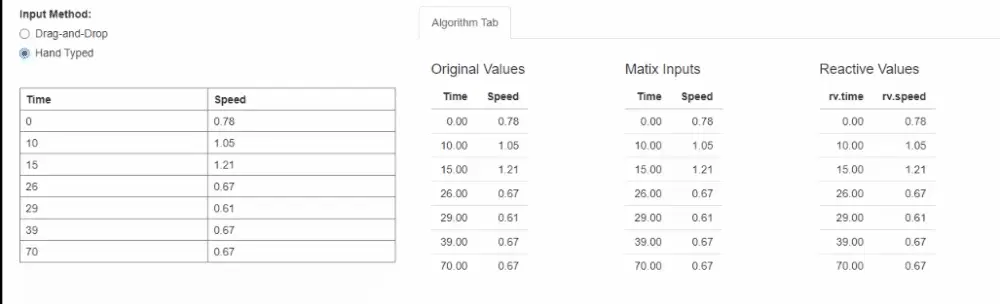 Input Method:
Drag-and-Drop
Hand Typed
Time Speed
0 0.78
10 1.05
15 1.21
26 0.67
29 0.61
39 0.67
70 0.67
Algorithm Tab
Original Values
Time Speed
0.00 0.78
10.00 1.05
15.00 1.21
26.00 0.67
29.00 0.61
39.00 0.67
70.00 0.67
Matix Inputs
Time Speed
0.00 0.78
10.00 1.05
15.00 1.21
26.00 0.67
29.00 0.61
39.00 0.67
70.00 0.67
Reactive Values
rv.time rv.speed
0.00 0.78
10.00 1.05
15.00 1.21
26.00 0.67
29.00 0.61
39.00 0.67
70.00 0.67